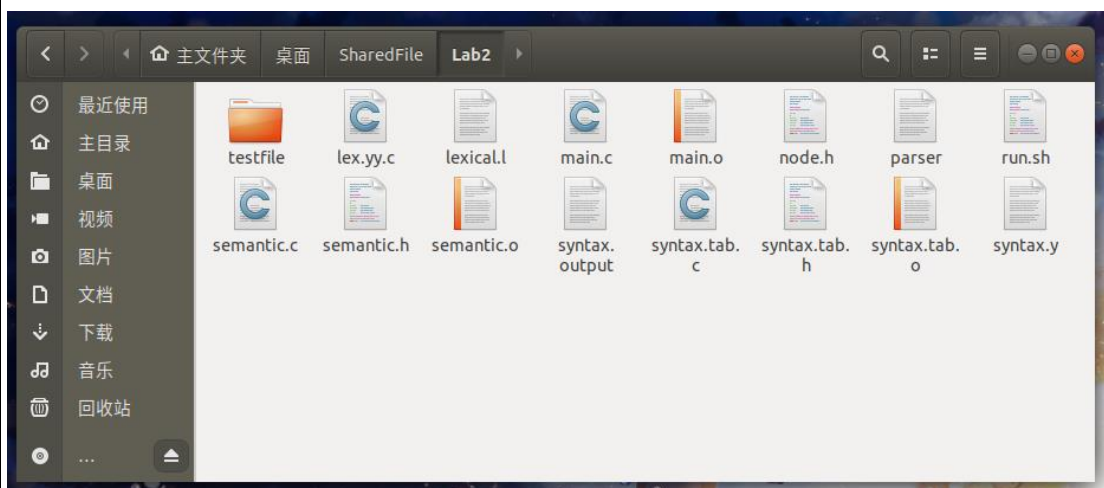 主文件夹 桌面 SharedFile Lab2
最近使用
主目录
桌面
视频
图片
文档
下载
音乐
回收站
...
testfile lex.yy.c lexical.l main.c main.o node.h parser run.sh
semantic.c semantic.h semantic.o syntax. syntax.tab. syntax.tab. syntax.tab. syntax.y
output c h o